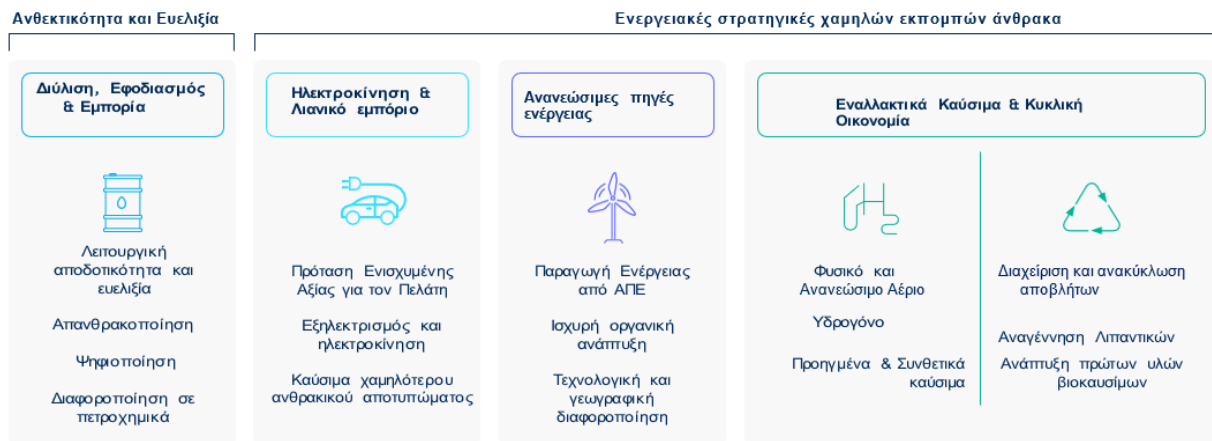 Ανθεκτικότητα και Ευελιξία
Ενεργειακές στρατηγικές χαμηλών εκπομπών άνθρακα
Διύλιση, Εφοδιασμός
& Εμπορία
Λειτουργική
αποδοτικότητα και
ευελιξία
Απανθρακοποίηση
Ψηφιοποίηση
Διαφοροποίηση σε
πετροχημικά
Ηλεκτροκίνηση &
Λιανικό εμπόριο
Πρόταση Ενισχυμένης
Αξίας για τον Πελάτη
Εξηλεκτρισμός και
ηλεκτροκίνηση
Καύσιμα χαμηλότερου
ανθρακικού αποτυπώματος
Ανανεώσιμες πηγές
ενέργειας
Παραγωγή Ενέργειας
από ΑΠΕ
Ισχυρή οργανική
ανάπτυξη
Τεχνολογική και
γεωγραφική
διαφοροποίηση
Εναλλακτικά Καύσιμα & Κυκλική
Οικονομία
Φυσικό και
Ανανεώσιμο Αέριο
Υδρογόνο
Προηγμένα & Συνθετικά
καύσιμα
Διαχείριση και ανακύκλωση
αποβλήτων
Αναγέννηση Λιπαντικών
Ανάπτυξη πρώτων υλών
βιοκαυσίμων